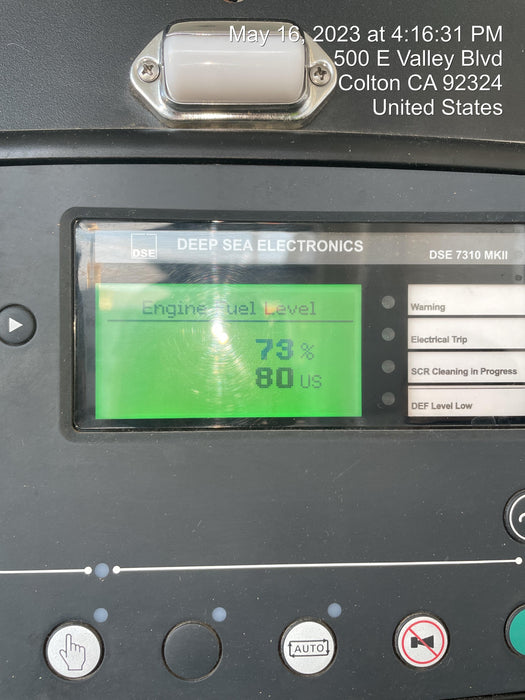 May 16, 2023 at 4:16:31 PM
500 E Valley Blvd
Colton CA 92324
United States
DSE
DEEP SEA ELECTRONICS
DSE 7310 MKII
Engine Fuel Level
73 %
80 US
Warning
Electrical Trip
SCR Cleaning in Progress
DEF Level Low
AUTO